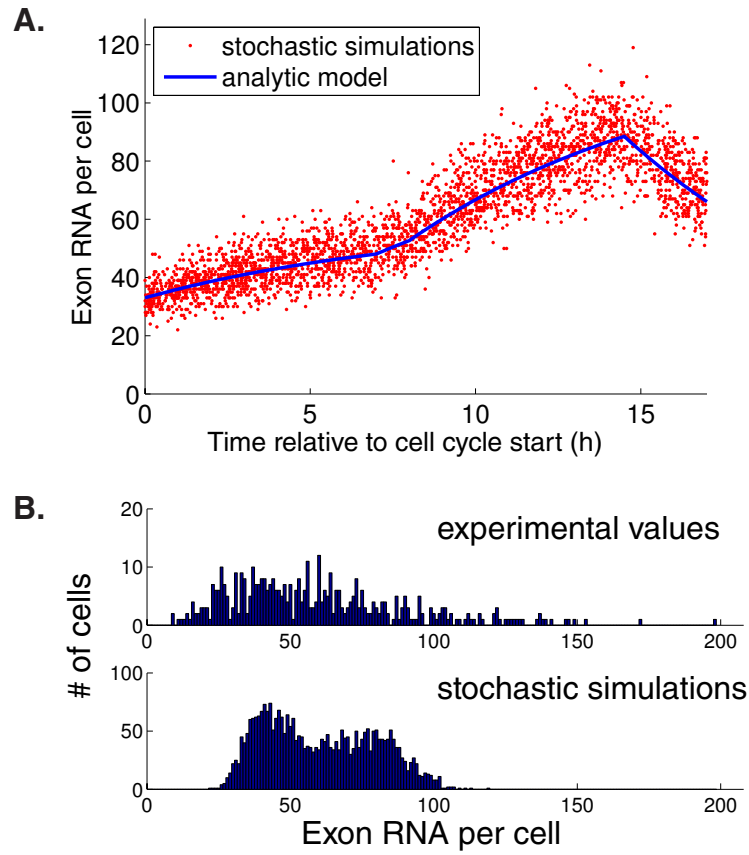 A.
stochastic simulations
analytic model
Exon RNA per cell
120
100
80
60
40
20
0
0 5 10 15
Time relative to cell cycle start (h)
B.
experimental values
# of cells
20
10
0
0 50 100 150 200
stochastic simulations
100
50
0
0 50 100 150 200
Exon RNA per cell